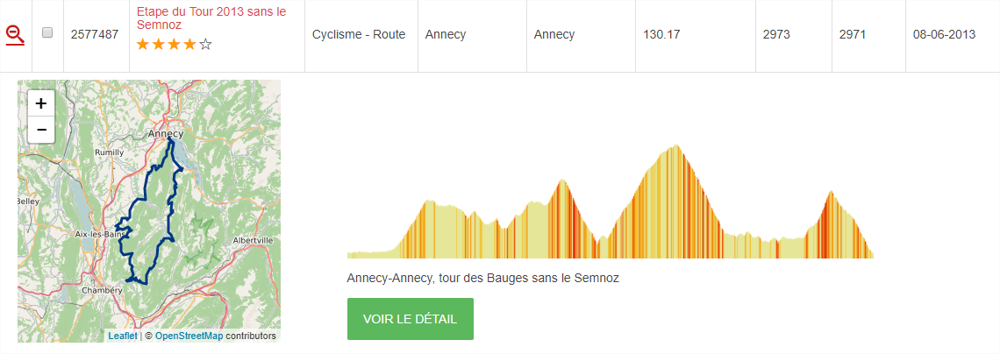 2577487
Etape du Tour 2013 sans le
Semnoz
Cyclisme - Route
Annecy
Annecy
130.17
2973
2971
08-06-2013
+
−
Annecy
Rumilly
Belley
Aix-les-Bains
Albertville
Chambéry
Leaflet | © OpenStreetMap contributors
Annecy-Annecy, tour des Bauges sans le Semnoz
VOIR LE DÉTAIL